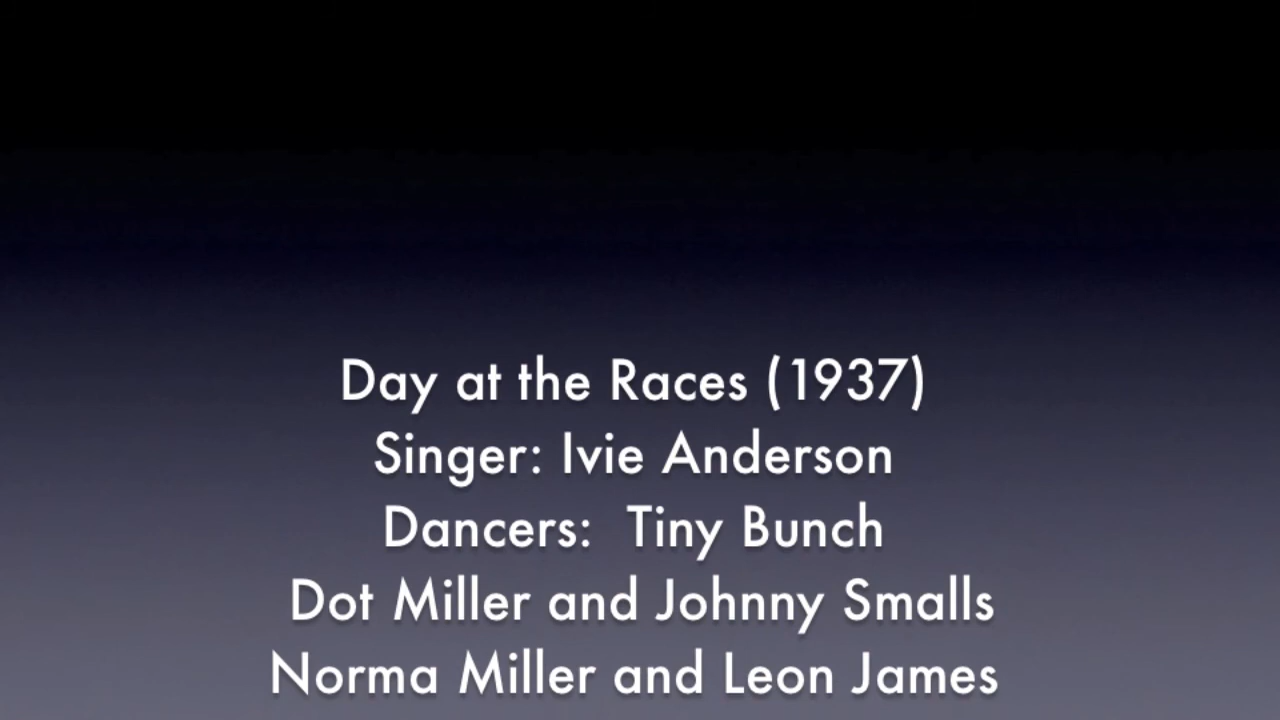 Day at the Races (1937)
Singer: Ivie Anderson
Dancers:  Tiny Bunch
Dot Miller and Johnny Smalls
Norma Miller and Leon James